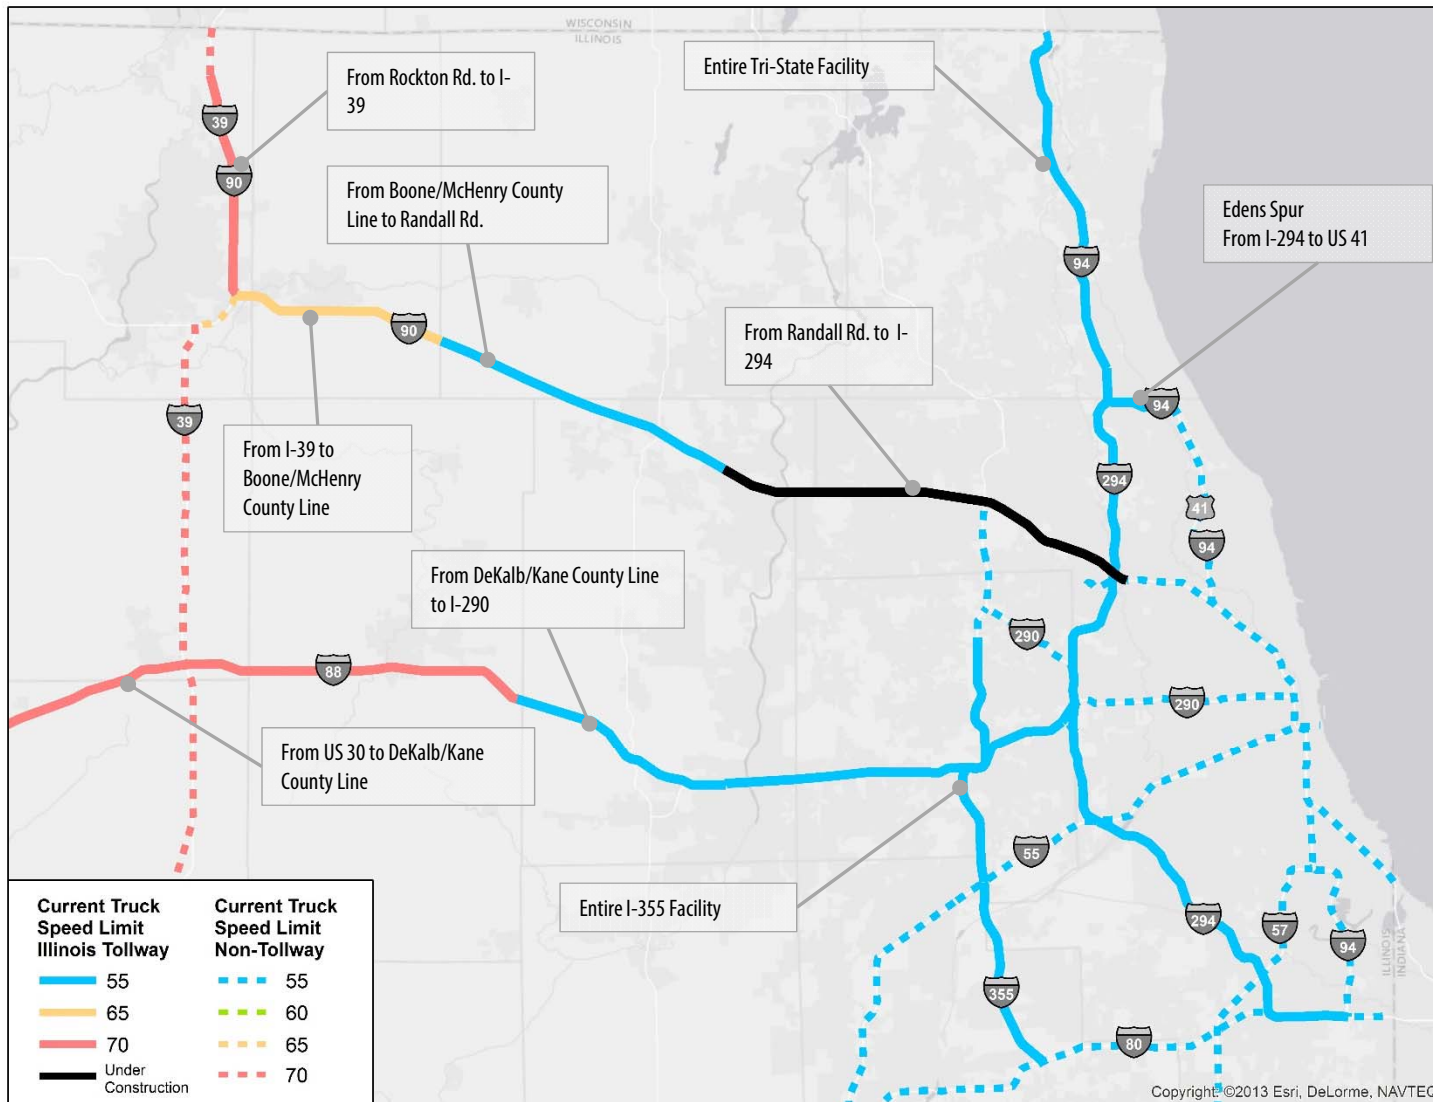 WISCONSIN
ILLINOIS
Entire Tri-State Facility
From Rockton Rd. to I-
39
39
90
From Boone/McHenry County
Line to Randall Rd.
Edens Spur
From I-294 to US 41
94
90
From Randall Rd. to I-
294
94
39
From I-39 to
Boone/McHenry
County Line
294
41
94
From DeKalb/Kane County Line
to I-290
290
88
290
From US 30 to DeKalb/Kane
County Line
55
Entire I-355 Facility
294
57
94
ILLINOIS
INDIANA
355
80
Current Truck
Speed Limit
Illinois Tollway
55
65
70
Under
Construction
Current Truck
Speed Limit
Non-Tollway
55
60
65
70
Copyright: ©2013 Esri, DeLorme, NAVTEQ